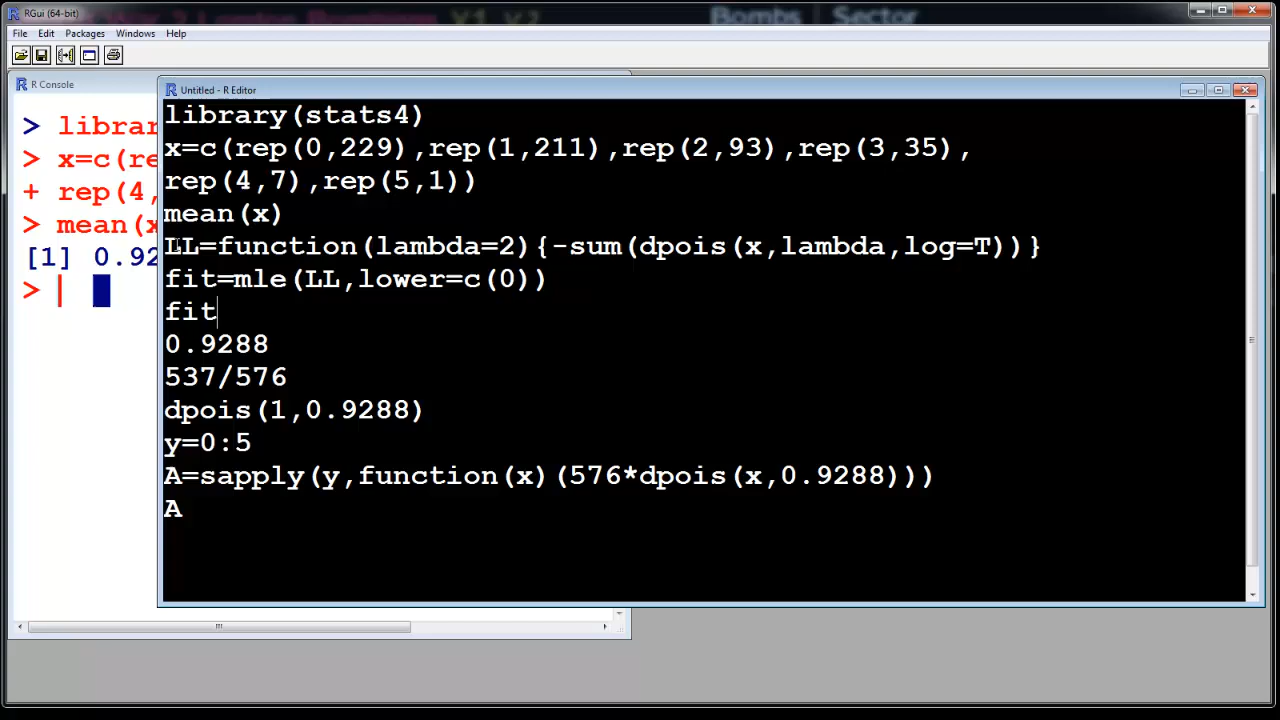 RGui (64-bit)
File Edit Packages Windows Help
Bombs Sector
R Console
> librar
> x=c(re
+ rep(4,
> mean(x
[1] 0.92
>
Untitled - R Editor
library(stats4)
x=c(rep(0,229),rep(1,211),rep(2,93),rep(3,35),
rep(4,7),rep(5,1))
mean(x)
LL=function(lambda=2){-sum(dpois(x,lambda,log=T))}
fit=mle(LL,lower=c(0))
fit
0.9288
537/576
dpois(1,0.9288)
y=0:5
A=sapply(y,function(x)(576*dpois(x,0.9288)))
A